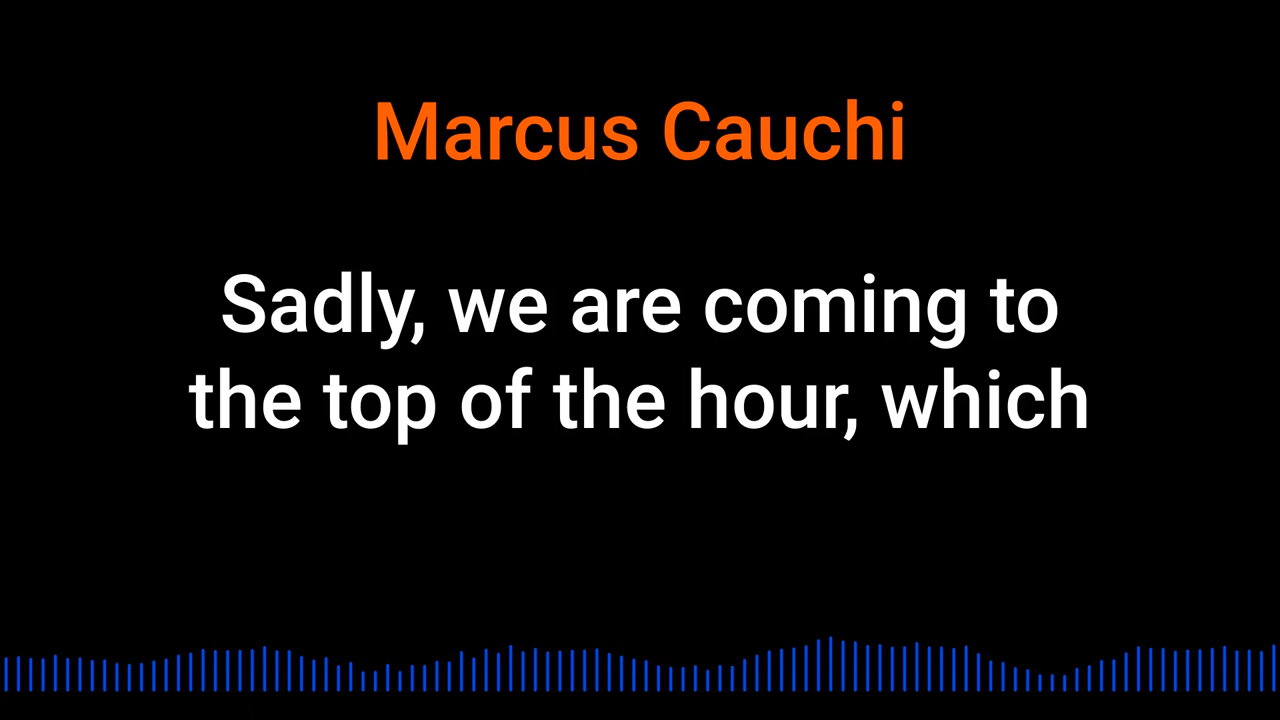 Marcus Cauchi
Sadly, we are coming to
the top of the hour, which